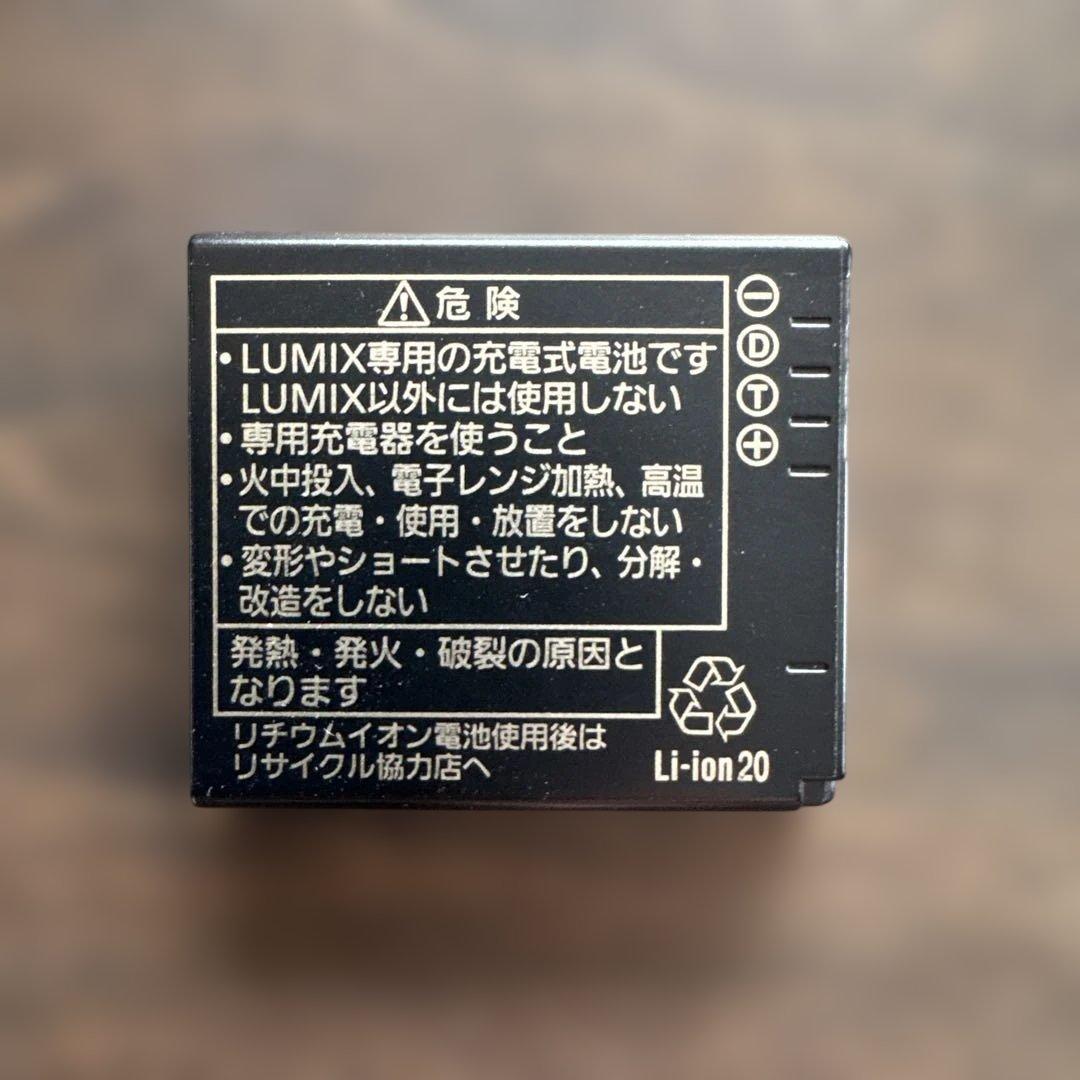 ⚠危険
・LUMIX専用の充電式電池です
LUMIX以外には使用しない
・専用充電器を使うこと
・火中投入、電子レンジ加熱、高温
での充電・使用・放置をしない
・変形やショートさせたり、分解・
改造をしない
発熱・発火・破裂の原因と
なります
リチウムイオン電池使用後は
リサイクル協力店へ
⊖
Ⓓ
Ⓣ
⊕
Li-ion20